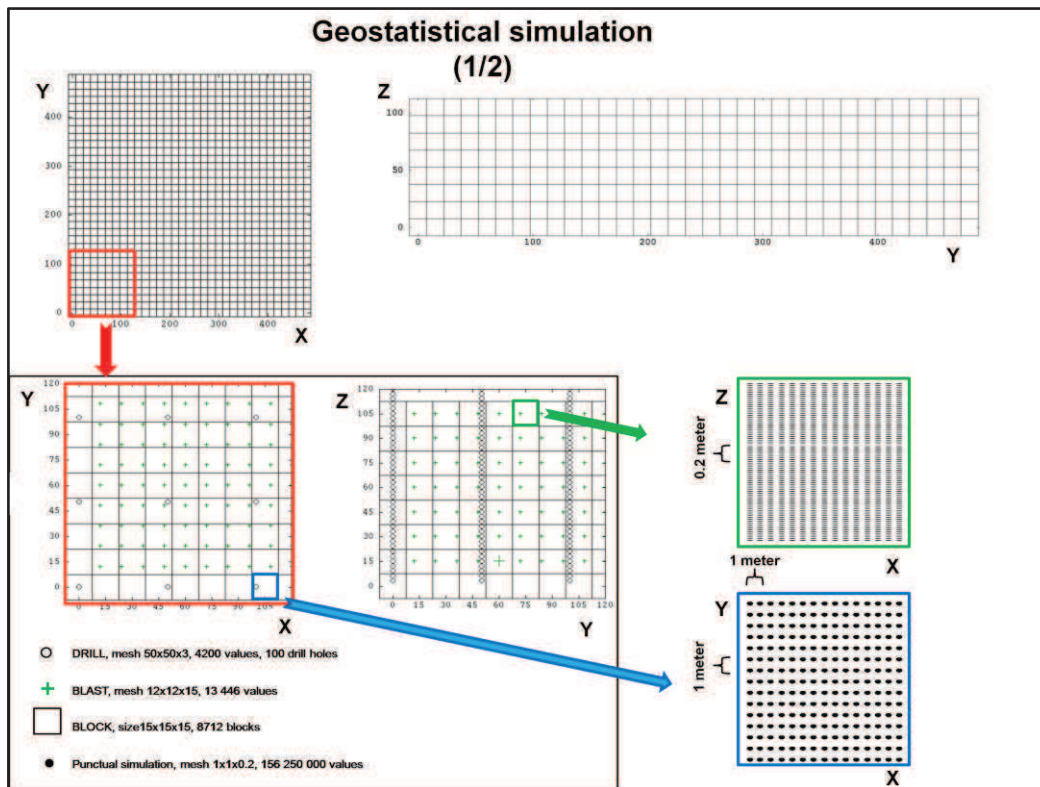 Geostatistical simulation
(1/2)
Y
400
300
200
100
0
0 100 200 300 400
X
Z
100
50
0
0 100 200 300 400
Y
Y
120
105
90
75
60
45
30
15
0
0 15 30 45 60 75 90 105
X
Z
120
105
90
75
60
45
30
15
0
0 15 30 45 60 75 90 105 120
Y
Z
0.2 meter
X
1 meter
Y
1 meter
X
DRILL, mesh 50x50x3, 4200 values, 100 drill holes
BLAST, mesh 12x12x15, 13 446 values
BLOCK, size15x15x15, 8712 blocks
Punctual simulation, mesh 1x1x0.2, 156 250 000 values